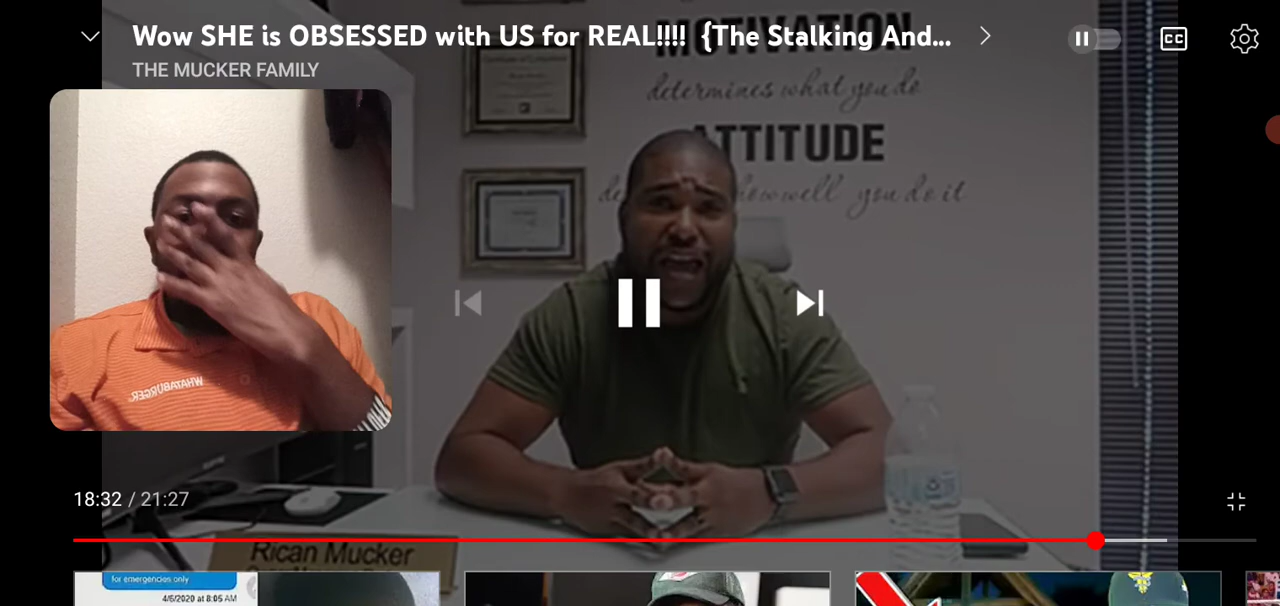 Wow SHE is OBSESSED with US for REAL!!!! {The Stalking And...
THE MUCKER FAMILY
CC
MOTIVATION
determines what you do
ATTITUDE
how well you do it
WHATABURGER
18:32 / 21:27
Rican Mucker
for emergencies only
4/6/2020 at 8:05 AM